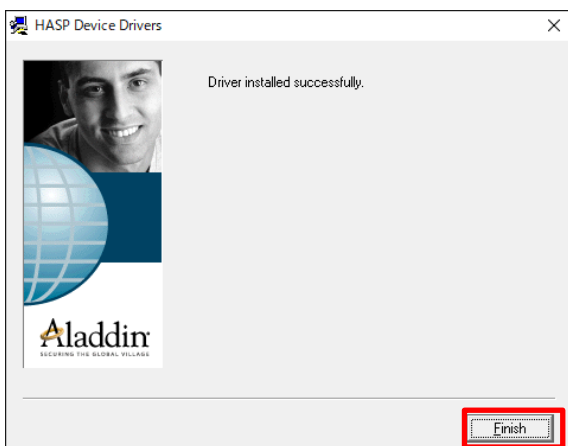 HASP Device Drivers
Driver installed successfully.
Aladdin
SECURING THE GLOBAL VILLAGE
Finish